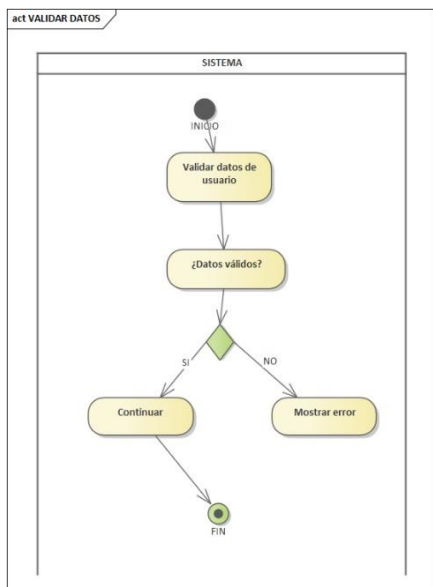 act VALIDAR DATOS
SISTEMA
INICIO
Validar datos de
usuario
¿Datos válidos?
SI
NO
Continuar
Mostrar error
FIN